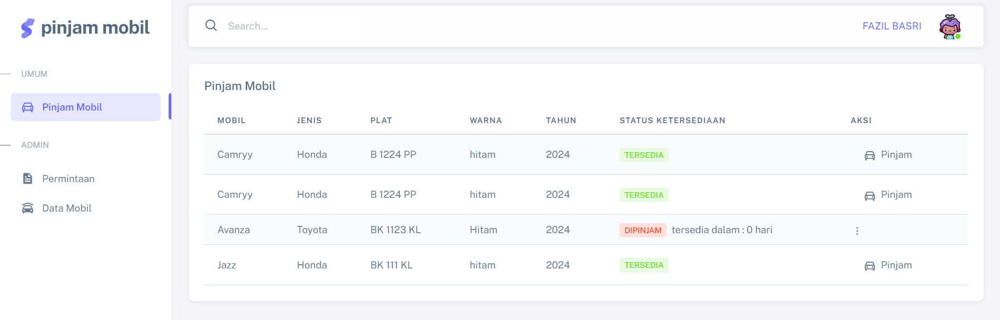 pinjam mobil
Search...
FAZIL BASRI
UMUM
Pinjam Mobil
ADMIN
Permintaan
Data Mobil
Pinjam Mobil
MOBIL JENIS PLAT WARNA TAHUN STATUS KETERSEDIAAN AKSI
Camryy Honda B 1224 PP hitam 2024 TERSEDIA Pinjam
Camryy Honda B 1224 PP hitam 2024 TERSEDIA Pinjam
Avanza Toyota BK 1123 KL Hitam 2024 DIPINJAM tersedia dalam : 0 hari
Jazz Honda BK 111 KL hitam 2024 TERSEDIA Pinjam